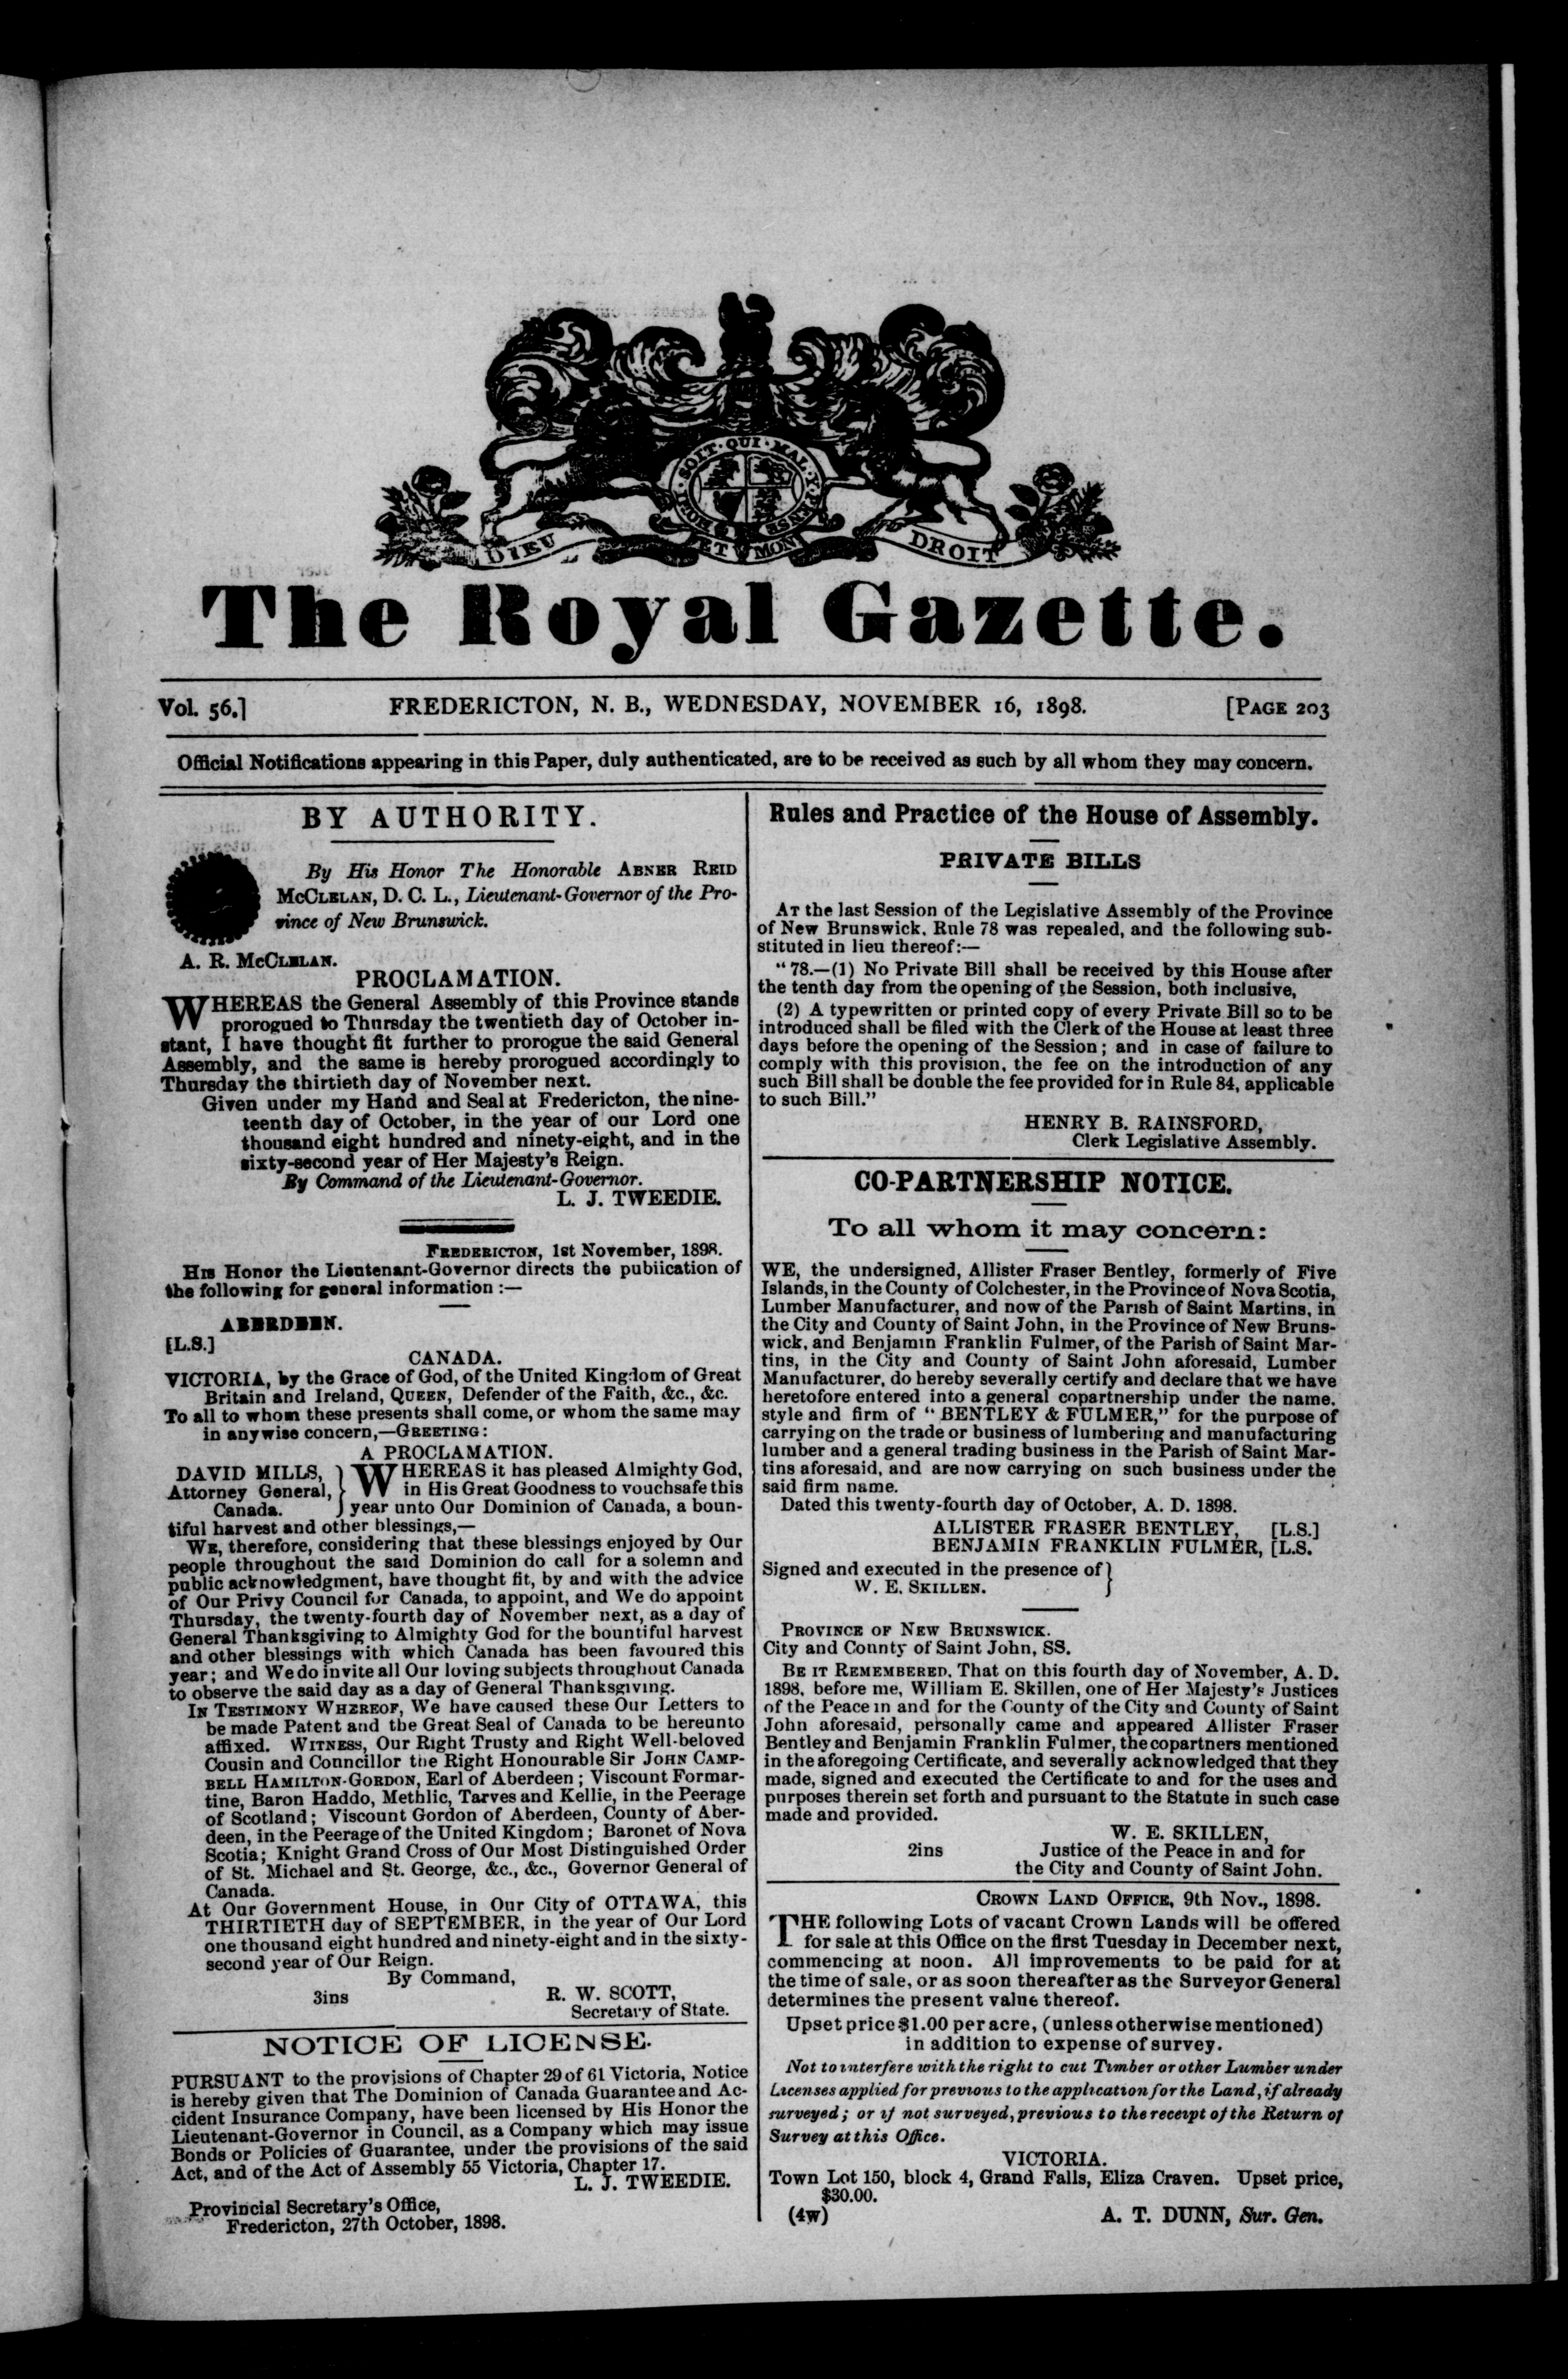 HONI · SOIT · QUI · MAL · Y · PENSE
DIEU ET MON DROIT
The Royal Gazette.
Vol. 56.] FREDERICTON, N. B., WEDNESDAY, NOVEMBER 16, 1898. [PAGE 203
Official Notifications appearing in this Paper, duly authenticated, are to be received as such by all whom they may concern.
BY AUTHORITY.
By His Honor The Honorable ABNER REID
McCLELAN, D. C. L., Lieutenant-Governor of the Pro-
vince of New Brunswick.
A. R. McCLELAN.
PROCLAMATION.
WHEREAS the General Assembly of this Province stands
prorogued to Thursday the twentieth day of October in-
stant, I have thought fit further to prorogue the said General
Assembly, and the same is hereby prorogued accordingly to
Thursday the thirtieth day of November next.
Given under my Hand and Seal at Fredericton, the nine-
teenth day of October, in the year of our Lord one
thousand eight hundred and ninety-eight, and in the
sixty-second year of Her Majesty's Reign.
By Command of the Lieutenant-Governor.
L. J. TWEEDIE.
FREDERICTON, 1st November, 1898.
HIS Honor the Lieutenant-Governor directs the publication of
the following for general information :—
ABERDEEN.
[L.S.]
CANADA.
VICTORIA, by the Grace of God, of the United Kingdom of Great
Britain and Ireland, QUEEN, Defender of the Faith, &c., &c.
To all to whom these presents shall come, or whom the same may
in anywise concern,—GREETING:
A PROCLAMATION.
DAVID MILLS, } WHEREAS it has pleased Almighty God,
Attorney General, } in His Great Goodness to vouchsafe this
Canada. } year unto Our Dominion of Canada, a boun-
tiful harvest and other blessings,—
WE, therefore, considering that these blessings enjoyed by Our
people throughout the said Dominion do call for a solemn and
public acknowledgment, have thought fit, by and with the advice
of Our Privy Council for Canada, to appoint, and We do appoint
Thursday, the twenty-fourth day of November next, as a day of
General Thanksgiving to Almighty God for the bountiful harvest
and other blessings with which Canada has been favoured this
year; and We do invite all Our loving subjects throughout Canada
to observe the said day as a day of General Thanksgiving.
IN TESTIMONY WHEREOF, We have caused these Our Letters to
be made Patent and the Great Seal of Canada to be hereunto
affixed. WITNESS, Our Right Trusty and Right Well-beloved
Cousin and Councillor the Right Honourable Sir JOHN CAMP-
BELL HAMILTON-GORDON, Earl of Aberdeen ; Viscount Formar-
tine, Baron Haddo, Methlic, Tarves and Kellie, in the Peerage
of Scotland; Viscount Gordon of Aberdeen, County of Aber-
deen, in the Peerage of the United Kingdom; Baronet of Nova
Scotia; Knight Grand Cross of Our Most Distinguished Order
of St. Michael and St. George, &c., &c., Governor General of
Canada.
At Our Government House, in Our City of OTTAWA, this
THIRTIETH day of SEPTEMBER, in the year of Our Lord
one thousand eight hundred and ninety-eight and in the sixty-
second year of Our Reign.
By Command,
R. W. SCOTT,
3ins
Secretary of State.
NOTICE OF LICENSE.
PURSUANT to the provisions of Chapter 29 of 61 Victoria, Notice
is hereby given that The Dominion of Canada Guarantee and Ac-
cident Insurance Company, have been licensed by His Honor the
Lieutenant-Governor in Council, as a Company which may issue
Bonds or Policies of Guarantee, under the provisions of the said
Act, and of the Act of Assembly 55 Victoria, Chapter 17.
L. J. TWEEDIE.
Provincial Secretary's Office,
Fredericton, 27th October, 1898.
Rules and Practice of the House of Assembly.
PRIVATE BILLS
AT the last Session of the Legislative Assembly of the Province
of New Brunswick, Rule 78 was repealed, and the following sub-
stituted in lieu thereof:—
"78.—(1) No Private Bill shall be received by this House after
the tenth day from the opening of the Session, both inclusive,
(2) A typewritten or printed copy of every Private Bill so to be
introduced shall be filed with the Clerk of the House at least three
days before the opening of the Session; and in case of failure to
comply with this provision, the fee on the introduction of any
such Bill shall be double the fee provided for in Rule 84, applicable
to such Bill."
HENRY B. RAINSFORD,
Clerk Legislative Assembly.
CO-PARTNERSHIP NOTICE.
To all whom it may concern:
WE, the undersigned, Allister Fraser Bentley, formerly of Five
Islands, in the County of Colchester, in the Province of Nova Scotia,
Lumber Manufacturer, and now of the Parish of Saint Martins, in
the City and County of Saint John, in the Province of New Bruns-
wick, and Benjamin Franklin Fulmer, of the Parish of Saint Mar-
tins, in the City and County of Saint John aforesaid, Lumber
Manufacturer, do hereby severally certify and declare that we have
heretofore entered into a general copartnership under the name,
style and firm of "BENTLEY & FULMER," for the purpose of
carrying on the trade or business of lumbering and manufacturing
lumber and a general trading business in the Parish of Saint Mar-
tins aforesaid, and are now carrying on such business under the
said firm name.
Dated this twenty-fourth day of October, A. D. 1898.
ALLISTER FRASER BENTLEY, [L.S.]
BENJAMIN FRANKLIN FULMER, [L.S.
Signed and executed in the presence of }
W. E. SKILLEN.
PROVINCE OF NEW BRUNSWICK.
City and County of Saint John, SS.
BE IT REMEMBERED, That on this fourth day of November, A. D.
1898, before me, William E. Skillen, one of Her Majesty's Justices
of the Peace in and for the County of the City and County of Saint
John aforesaid, personally came and appeared Allister Fraser
Bentley and Benjamin Franklin Fulmer, the copartners mentioned
in the aforegoing Certificate, and severally acknowledged that they
made, signed and executed the Certificate to and for the uses and
purposes therein set forth and pursuant to the Statute in such case
made and provided.
W. E. SKILLEN,
2ins Justice of the Peace in and for
the City and County of Saint John.
CROWN LAND OFFICE, 9th Nov., 1898.
THE following Lots of vacant Crown Lands will be offered
for sale at this Office on the first Tuesday in December next,
commencing at noon. All improvements to be paid for at
the time of sale, or as soon thereafter as the Surveyor General
determines the present value thereof.
Upset price $1.00 per acre, (unless otherwise mentioned)
in addition to expense of survey.
Not to interfere with the right to cut Timber or other Lumber under
Licenses applied for previous to the application for the Land, if already
surveyed; or if not surveyed, previous to the receipt of the Return of
Survey at this Office.
VICTORIA.
Town Lot 150, block 4, Grand Falls, Eliza Craven. Upset price,
$30.00.
(4w) A. T. DUNN, Sur. Gen.